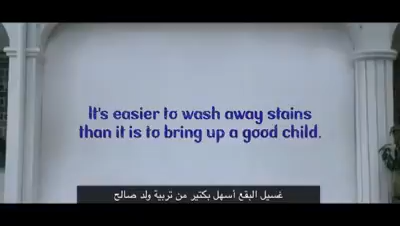 It's easier to wash away stains
than it is to bring up a good child.
غسيل البقع أسهل بكتير من تربية ولد صالح